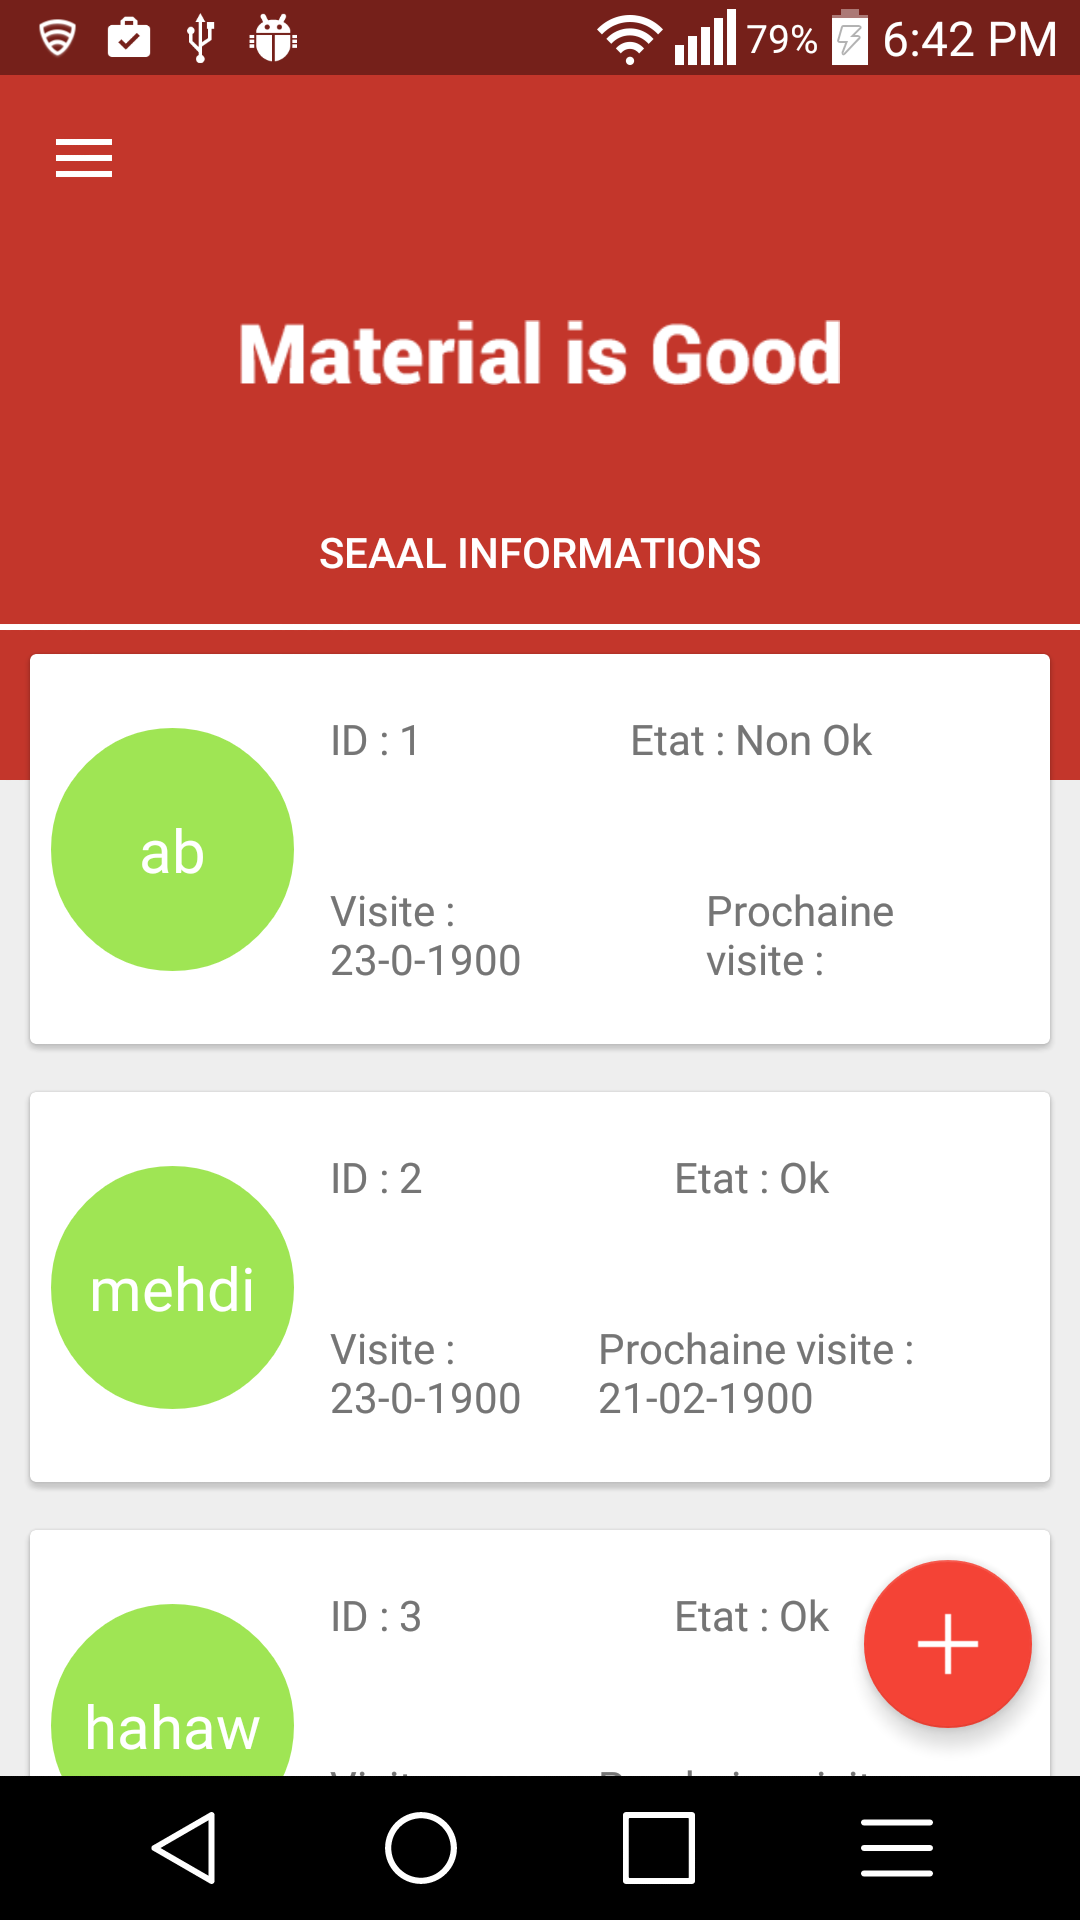 79% 6:42 PM
Material is Good
SEAAL INFORMATIONS
ID : 1 Etat : Non Ok
ab
Visite : Prochaine
23-0-1900 visite :
ID : 2 Etat : Ok
mehdi
Visite : Prochaine visite :
23-0-1900 21-02-1900
ID : 3 Etat : Ok
hahaw